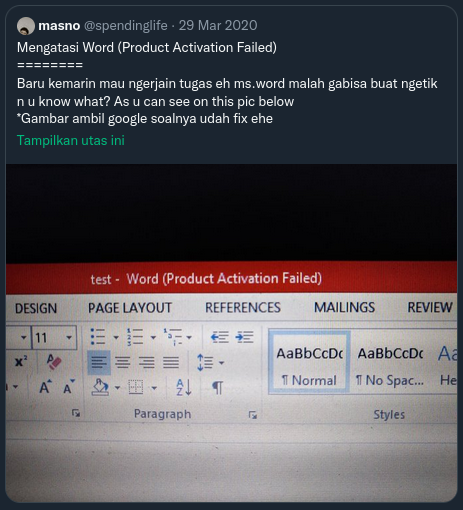 masno @spendinglife · 29 Mar 2020
Mengatasi Word (Product Activation Failed)
========
Baru kemarin mau ngerjain tugas eh ms.word malah gabisa buat ngetik
n u know what? As u can see on this pic below
*Gambar ambil google soalnya udah fix ehe
Tampilkan utas ini
test - Word (Product Activation Failed)
DESIGN PAGE LAYOUT REFERENCES MAILINGS REVIEW
11
AaBbCcDc AaBbCcDc Aa
¶ Normal ¶ No Spac... He
Paragraph Styles